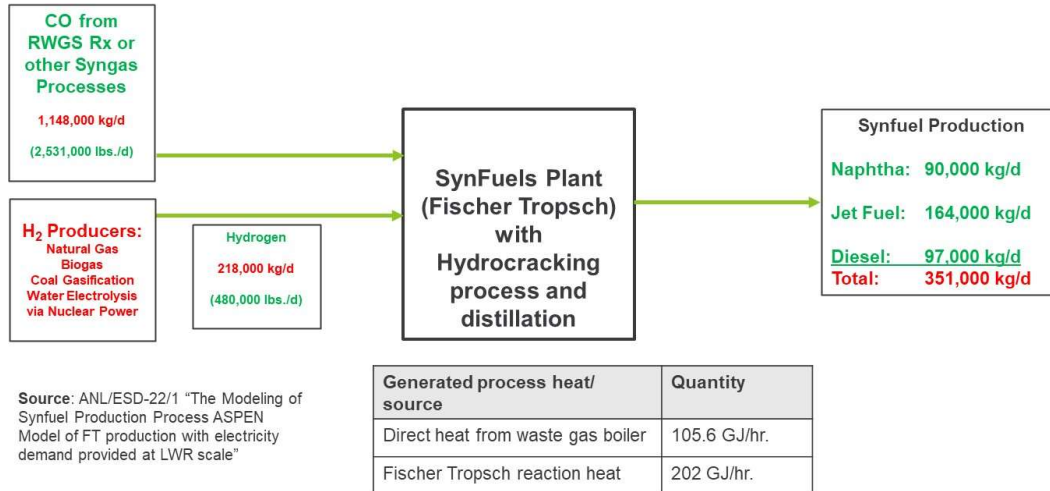 CO from
RWGS Rx or
other Syngas
Processes
1,148,000 kg/d
(2,531,000 lbs./d)
H₂ Producers:
Natural Gas
Biogas
Coal Gasification
Water Electrolysis
via Nuclear Power
Hydrogen
218,000 kg/d
(480,000 lbs./d)
SynFuels Plant
(Fischer Tropsch)
with
Hydrocracking
process and
distillation
Synfuel Production
Naphtha: 90,000 kg/d
Jet Fuel: 164,000 kg/d
Diesel: 97,000 kg/d
Total: 351,000 kg/d
Source: ANL/ESD-22/1 “The Modeling of
Synfuel Production Process ASPEN
Model of FT production with electricity
demand provided at LWR scale”
Generated process heat/ Quantity
source
Direct heat from waste gas boiler 105.6 GJ/hr.
Fischer Tropsch reaction heat 202 GJ/hr.